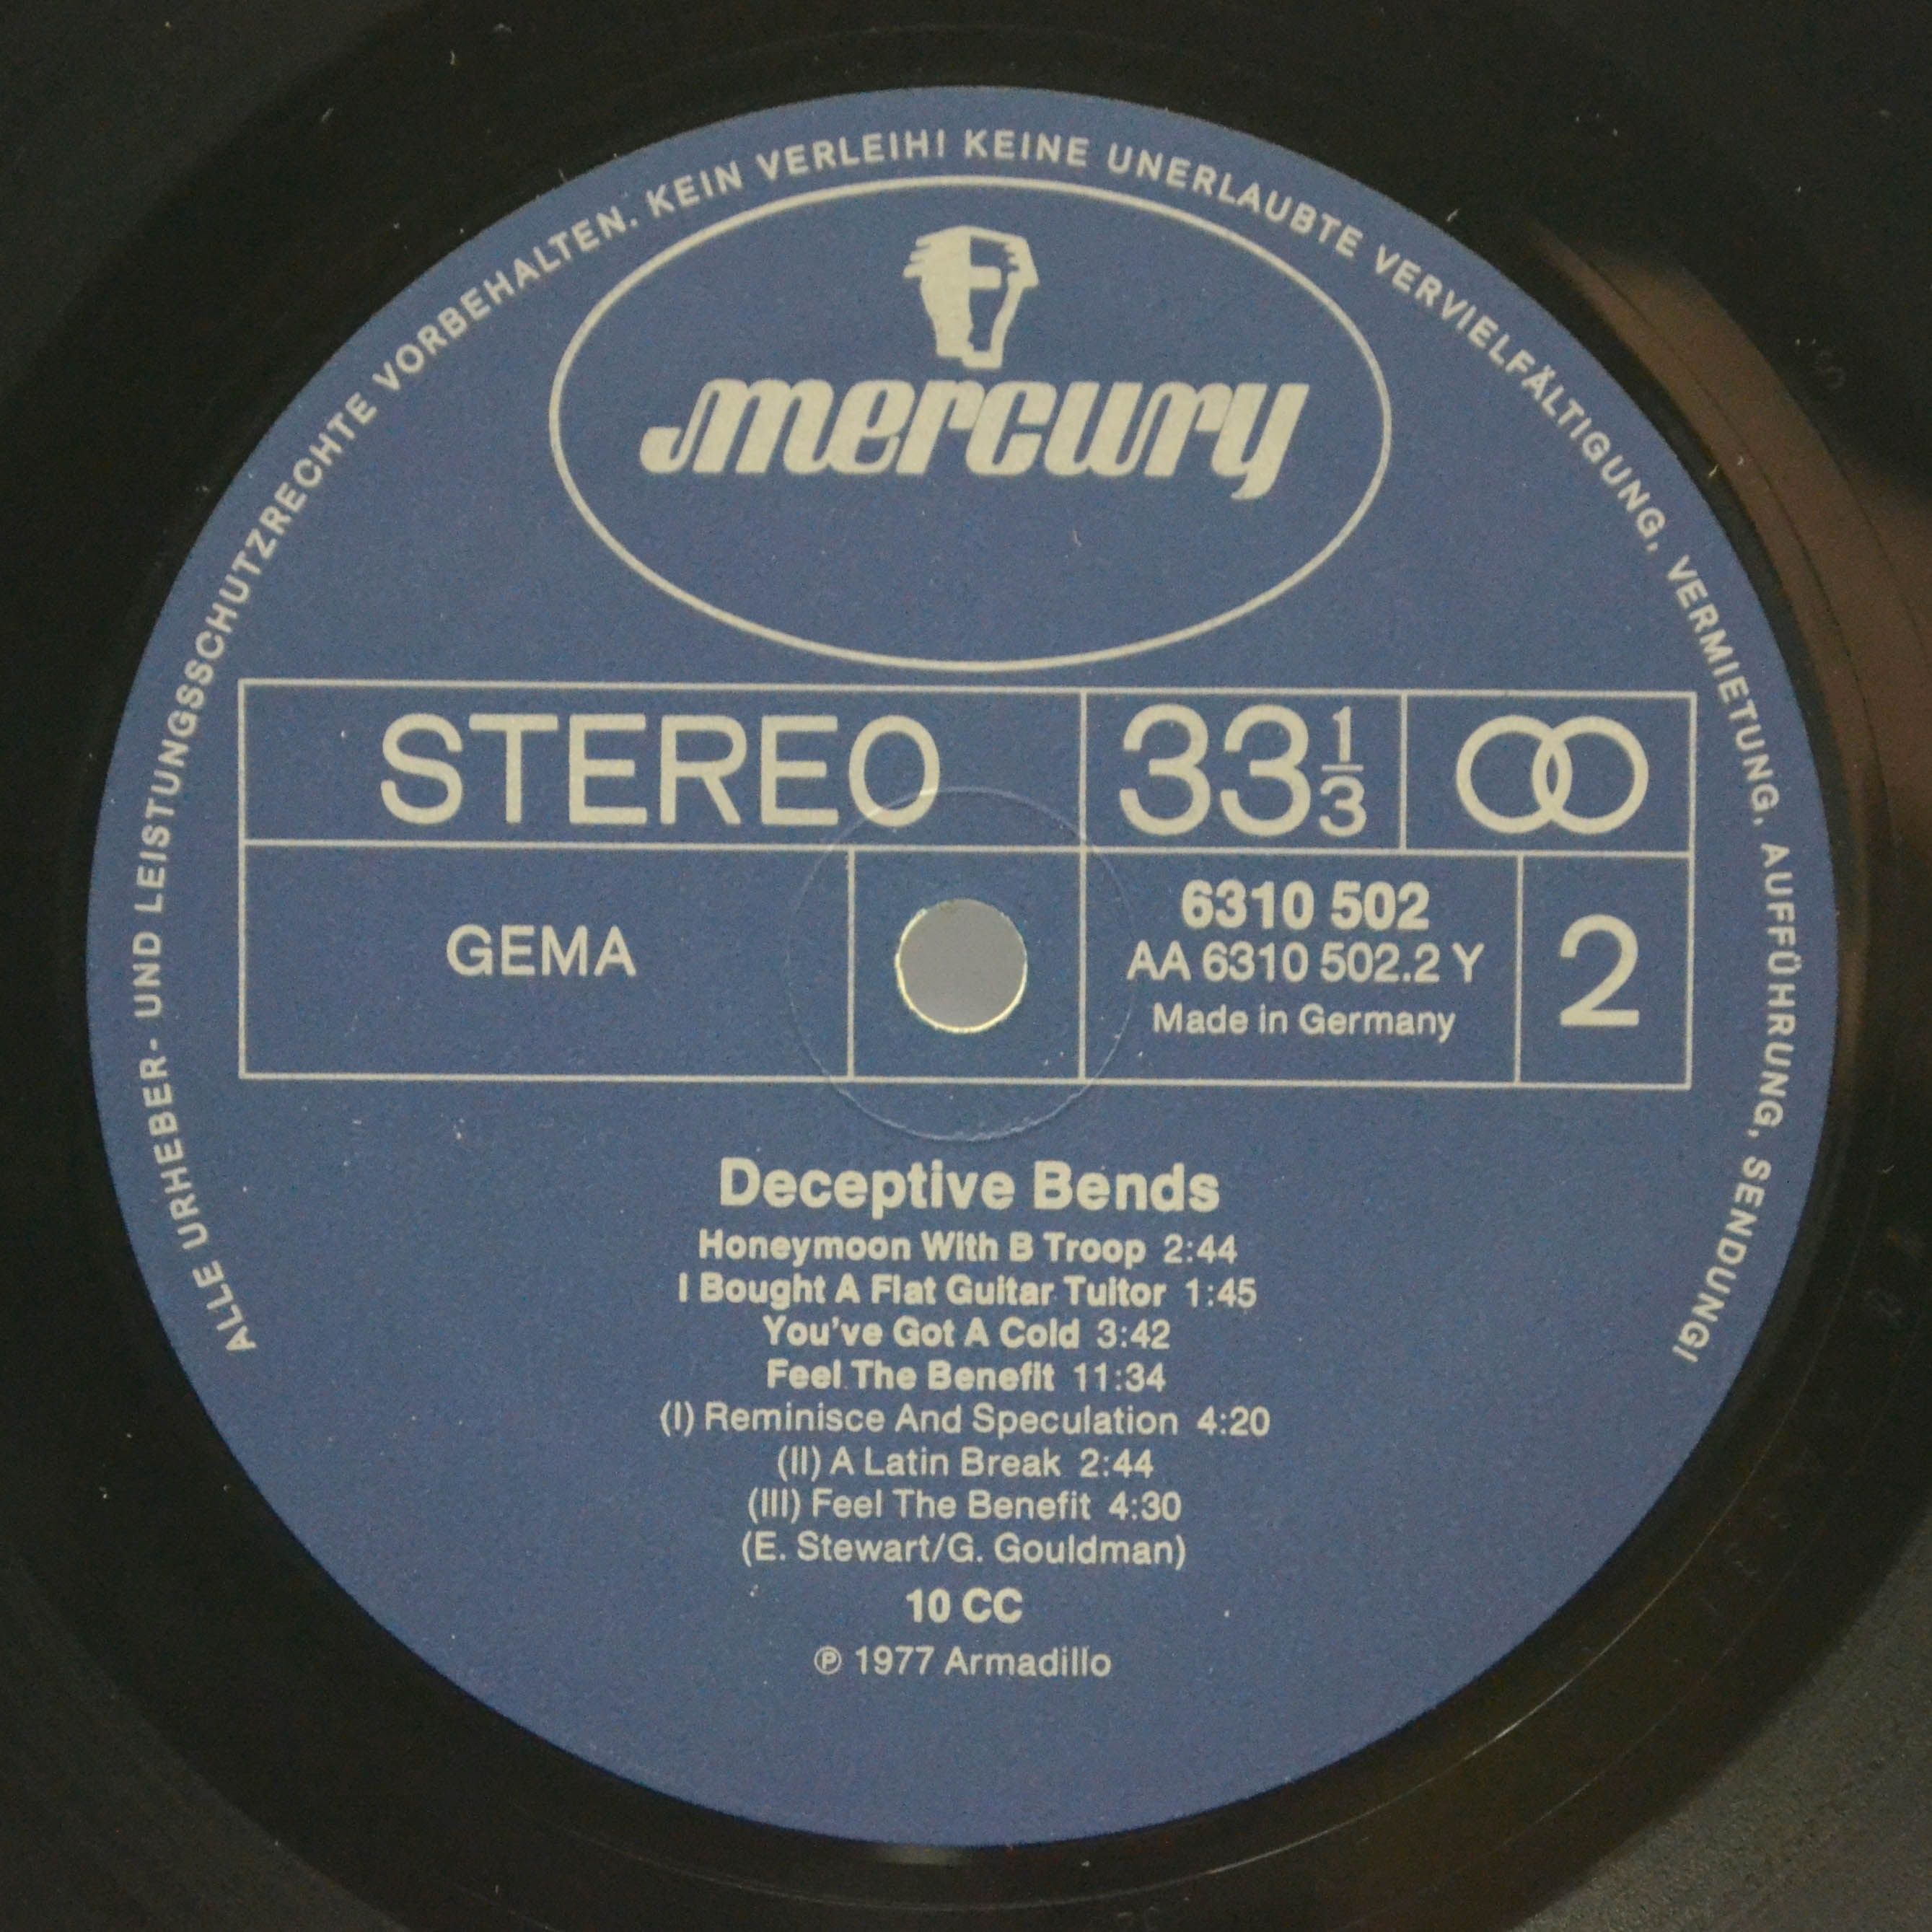 ALLE URHEBER- UND LEISTUNGSSCHUTZRECHTE VORBEHALTEN. KEIN VERLEIH! KEINE UNERLAUBTE VERVIELFÄLTIGUNG, VERMIETUNG, AUFFÜHRUNG, SENDUNG!
mercury
STEREO 33 1/3
GEMA
6310 502
AA 6310 502.2 Y
Made in Germany
2
Deceptive Bends
Honeymoon With B Troop 2:44
I Bought A Flat Guitar Tuitor 1:45
You've Got A Cold 3:42
Feel The Benefit 11:34
(I) Reminisce And Speculation 4:20
(II) A Latin Break 2:44
(III) Feel The Benefit 4:30
(E. Stewart/G. Gouldman)
10 CC
℗ 1977 Armadillo